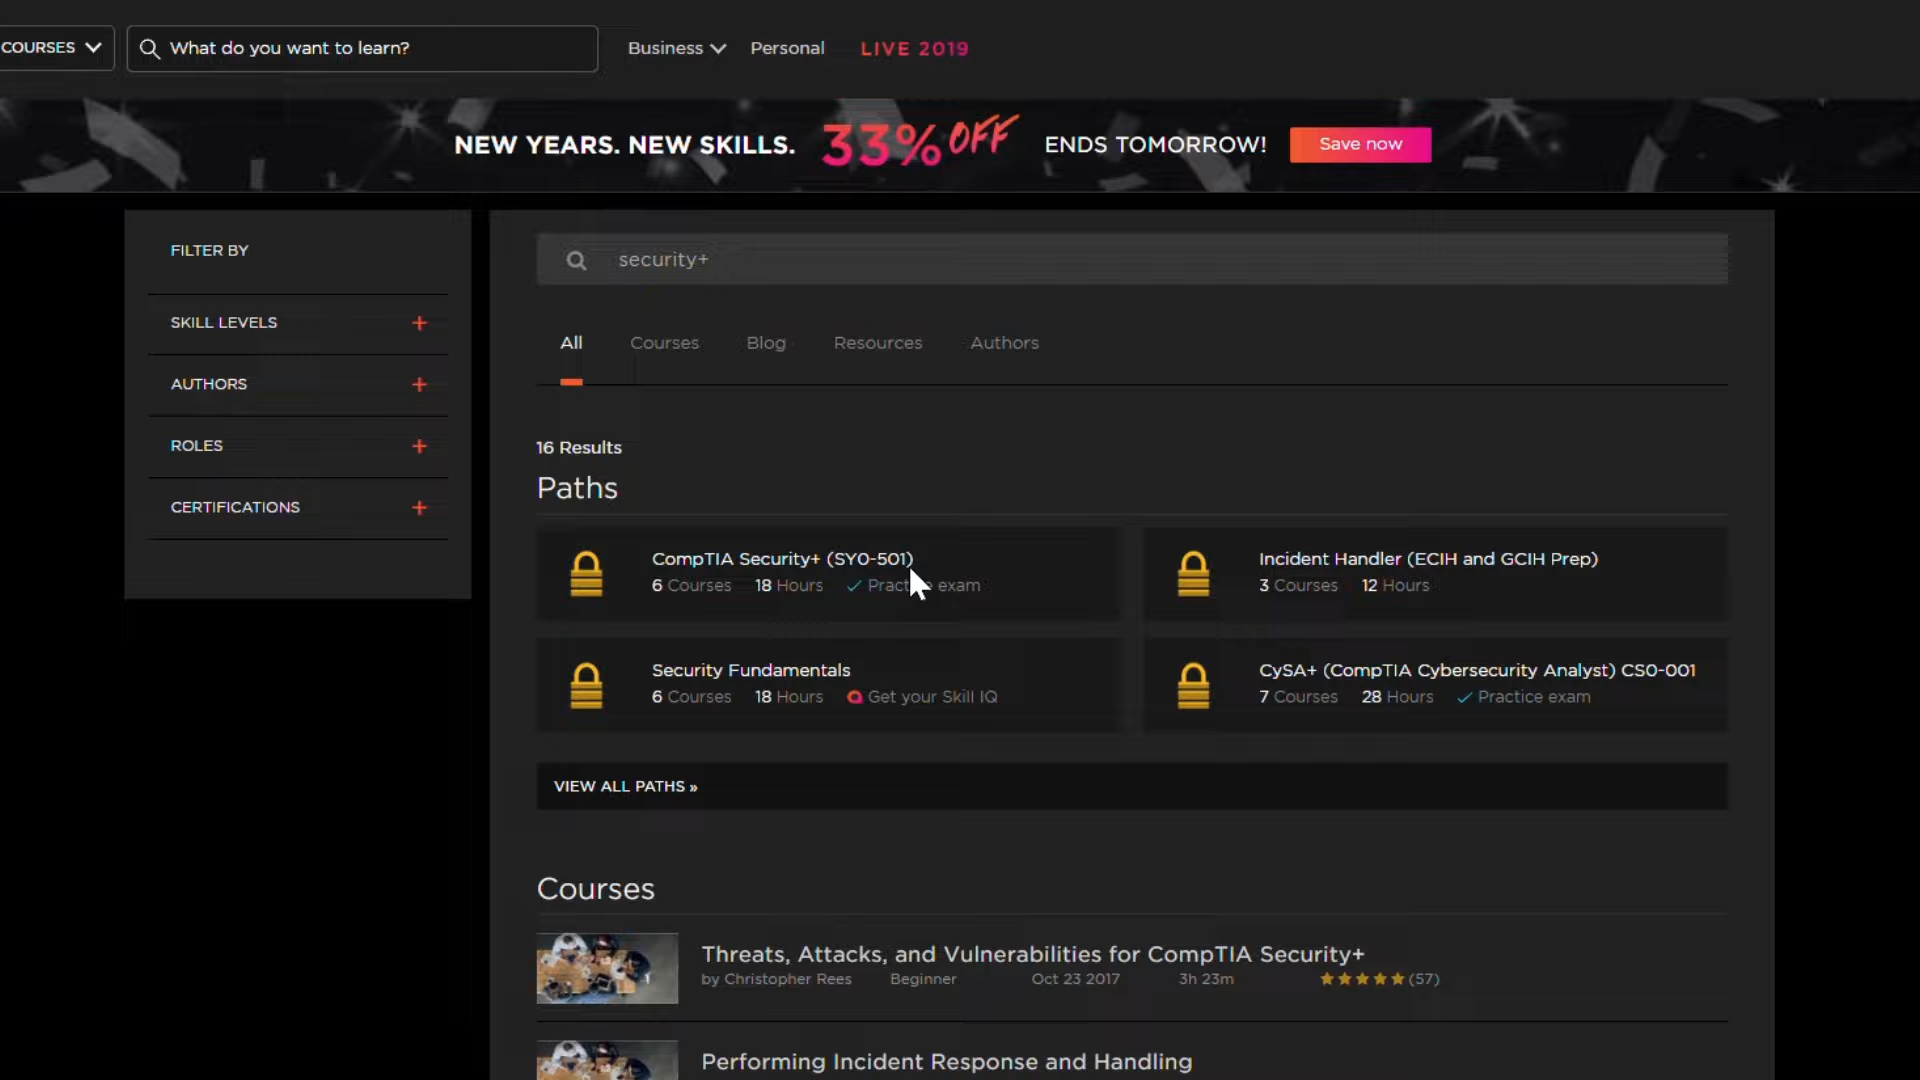 COURSES
What do you want to learn?
Business
Personal
LIVE 2019
NEW YEARS. NEW SKILLS. 33% OFF ENDS TOMORROW! Save now
FILTER BY
SKILL LEVELS +
AUTHORS +
ROLES +
CERTIFICATIONS +
security+
All Courses Blog Resources Authors
16 Results
Paths
CompTIA Security+ (SY0-501)
6 Courses 18 Hours Practice exam
Incident Handler (ECIH and GCIH Prep)
3 Courses 12 Hours
Security Fundamentals
6 Courses 18 Hours Get your Skill IQ
CySA+ (CompTIA Cybersecurity Analyst) CS0-001
7 Courses 28 Hours Practice exam
VIEW ALL PATHS »
Courses
Threats, Attacks, and Vulnerabilities for CompTIA Security+
by Christopher Rees Beginner Oct 23 2017 3h 23m (57)
Performing Incident Response and Handling